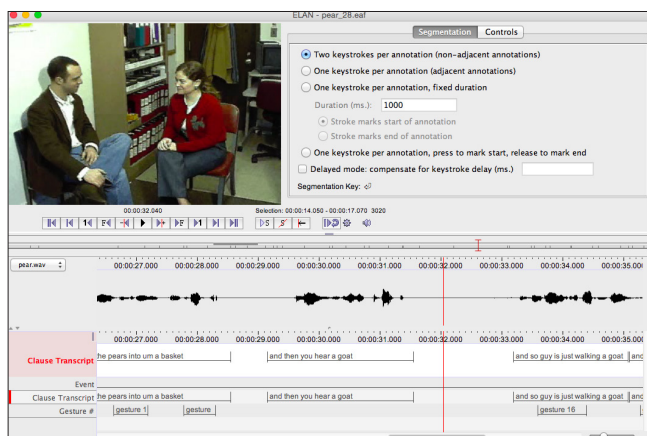 ELAN - pear_28.eaf
Segmentation Controls
Two keystrokes per annotation (non-adjacent annotations)
One keystroke per annotation (adjacent annotations)
One keystroke per annotation, fixed duration
Duration (ms.): 1000
Stroke marks start of annotation
Stroke marks end of annotation
One keystroke per annotation, press to mark start, release to mark end
Delayed mode: compensate for keystroke delay (ms.)
Segmentation Key: ⏎
00:00:32.040 Selection: 00:00:14.050 - 00:00:17.070 3020
pear.wav
00:00:27.000 00:00:28.000 00:00:29.000 00:00:30.000 00:00:31.000 00:00:32.000 00:00:33.000 00:00:34.000 00:00:35.00
00:00:27.000 00:00:28.000 00:00:29.000 00:00:30.000 00:00:31.000 00:00:32.000 00:00:33.000 00:00:34.000 00:00:35.00
Clause Transcript he pears into um a basket and then you hear a goat and so guy is just walking a goat and
Event
Clause Transcript he pears into um a basket and then you hear a goat and so guy is just walking a goat and
Gesture # gesture 1 gesture gesture 16